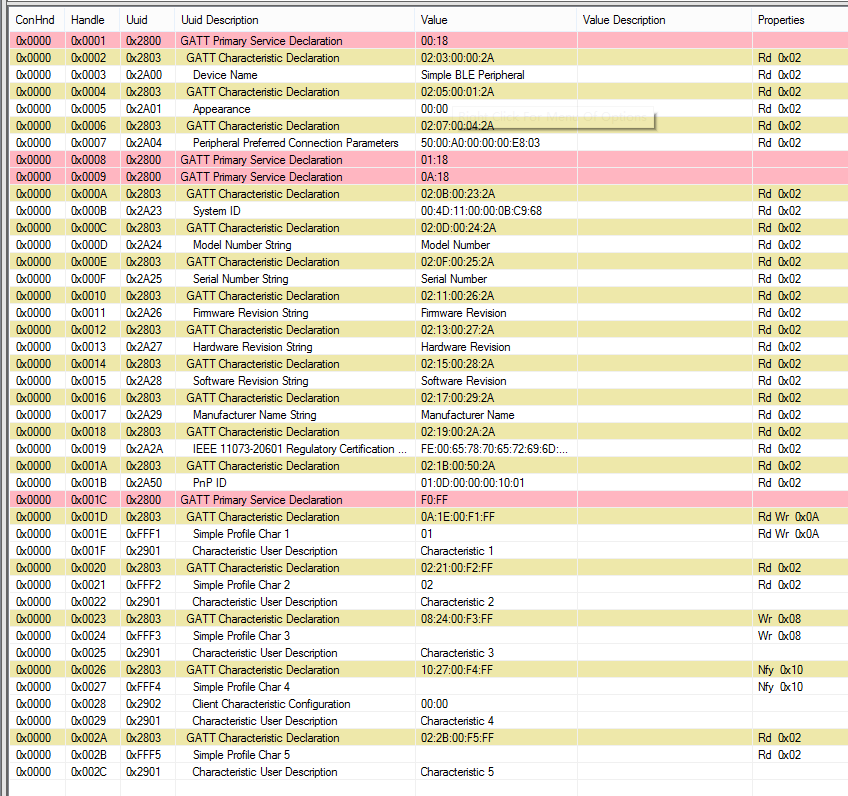 ConHnd Handle Uuid Uuid Description Value Value Description Properties
0x0000 0x0001 0x2800 GATT Primary Service Declaration 00:18
0x0000 0x0002 0x2803 GATT Characteristic Declaration 02:03:00:00:2A Rd 0x02
0x0000 0x0003 0x2A00 Device Name Simple BLE Peripheral Rd 0x02
0x0000 0x0004 0x2803 GATT Characteristic Declaration 02:05:00:01:2A Rd 0x02
0x0000 0x0005 0x2A01 Appearance 00:00 Rd 0x02
0x0000 0x0006 0x2803 GATT Characteristic Declaration 02:07:00:04:2A Rd 0x02
0x0000 0x0007 0x2A04 Peripheral Preferred Connection Parameters 50:00:A0:00:00:00:E8:03 Rd 0x02
0x0000 0x0008 0x2800 GATT Primary Service Declaration 01:18
0x0000 0x0009 0x2800 GATT Primary Service Declaration 0A:18
0x0000 0x000A 0x2803 GATT Characteristic Declaration 02:0B:00:23:2A Rd 0x02
0x0000 0x000B 0x2A23 System ID 00:4D:11:00:00:0B:C9:68 Rd 0x02
0x0000 0x000C 0x2803 GATT Characteristic Declaration 02:0D:00:24:2A Rd 0x02
0x0000 0x000D 0x2A24 Model Number String Model Number Rd 0x02
0x0000 0x000E 0x2803 GATT Characteristic Declaration 02:0F:00:25:2A Rd 0x02
0x0000 0x000F 0x2A25 Serial Number String Serial Number Rd 0x02
0x0000 0x0010 0x2803 GATT Characteristic Declaration 02:11:00:26:2A Rd 0x02
0x0000 0x0011 0x2A26 Firmware Revision String Firmware Revision Rd 0x02
0x0000 0x0012 0x2803 GATT Characteristic Declaration 02:13:00:27:2A Rd 0x02
0x0000 0x0013 0x2A27 Hardware Revision String Hardware Revision Rd 0x02
0x0000 0x0014 0x2803 GATT Characteristic Declaration 02:15:00:28:2A Rd 0x02
0x0000 0x0015 0x2A28 Software Revision String Software Revision Rd 0x02
0x0000 0x0016 0x2803 GATT Characteristic Declaration 02:17:00:29:2A Rd 0x02
0x0000 0x0017 0x2A29 Manufacturer Name String Manufacturer Name Rd 0x02
0x0000 0x0018 0x2803 GATT Characteristic Declaration 02:19:00:2A:2A Rd 0x02
0x0000 0x0019 0x2A2A IEEE 11073-20601 Regulatory Certification ... FE:00:65:78:70:65:72:69:6D:... Rd 0x02
0x0000 0x001A 0x2803 GATT Characteristic Declaration 02:1B:00:50:2A Rd 0x02
0x0000 0x001B 0x2A50 PnP ID 01:0D:00:00:00:10:01 Rd 0x02
0x0000 0x001C 0x2800 GATT Primary Service Declaration F0:FF
0x0000 0x001D 0x2803 GATT Characteristic Declaration 0A:1E:00:F1:FF Rd Wr 0x0A
0x0000 0x001E 0xFFF1 Simple Profile Char 1 01 Rd Wr 0x0A
0x0000 0x001F 0x2901 Characteristic User Description Characteristic 1
0x0000 0x0020 0x2803 GATT Characteristic Declaration 02:21:00:F2:FF Rd 0x02
0x0000 0x0021 0xFFF2 Simple Profile Char 2 02 Rd 0x02
0x0000 0x0022 0x2901 Characteristic User Description Characteristic 2
0x0000 0x0023 0x2803 GATT Characteristic Declaration 08:24:00:F3:FF Wr 0x08
0x0000 0x0024 0xFFF3 Simple Profile Char 3 Wr 0x08
0x0000 0x0025 0x2901 Characteristic User Description Characteristic 3
0x0000 0x0026 0x2803 GATT Characteristic Declaration 10:27:00:F4:FF Nfy 0x10
0x0000 0x0027 0xFFF4 Simple Profile Char 4 Nfy 0x10
0x0000 0x0028 0x2902 Client Characteristic Configuration 00:00
0x0000 0x0029 0x2901 Characteristic User Description Characteristic 4
0x0000 0x002A 0x2803 GATT Characteristic Declaration 02:2B:00:F5:FF Rd 0x02
0x0000 0x002B 0xFFF5 Simple Profile Char 5 Rd 0x02
0x0000 0x002C 0x2901 Characteristic User Description Characteristic 5